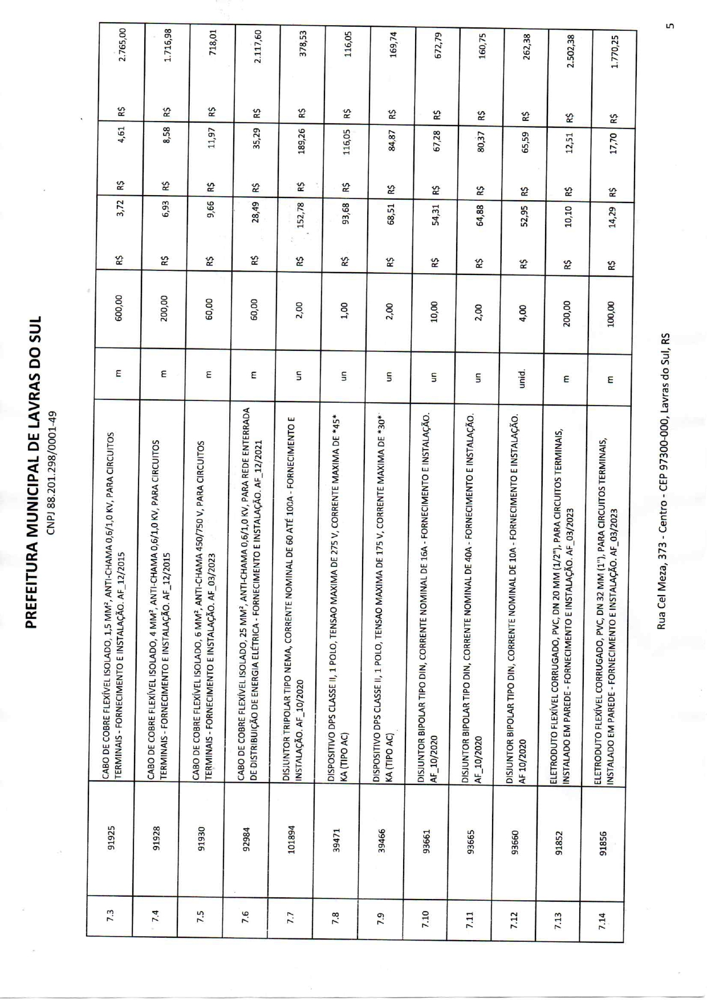 PREFEITURA MUNICIPAL DE LAVRAS DO SUL
CNPJ 88.201.298/0001-49
7.3 91925 CABO DE COBRE FLEXÍVEL ISOLADO, 1,5 MM², ANTI-CHAMA 0,6/1,0 KV, PARA CIRCUITOS m 600,00 R$ 3,72 R$ 4,61 R$ 2.765,00
TERMINAIS - FORNECIMENTO E INSTALAÇÃO. AF_12/2015
7.4 91928 CABO DE COBRE FLEXÍVEL ISOLADO, 4 MM², ANTI-CHAMA 0,6/1,0 KV, PARA CIRCUITOS m 200,00 R$ 6,93 R$ 8,58 R$ 1.716,98
TERMINAIS - FORNECIMENTO E INSTALAÇÃO. AF_12/2015
7.5 91930 CABO DE COBRE FLEXÍVEL ISOLADO, 6 MM², ANTI-CHAMA 450/750 V, PARA CIRCUITOS m 60,00 R$ 9,66 R$ 11,97 R$ 718,01
TERMINAIS - FORNECIMENTO E INSTALAÇÃO. AF_03/2023
7.6 92984 CABO DE COBRE FLEXÍVEL ISOLADO, 25 MM², ANTI-CHAMA 0,6/1,0 KV, PARA REDE ENTERRADA m 60,00 R$ 28,49 R$ 35,29 R$ 2.117,60
DE DISTRIBUIÇÃO DE ENERGIA ELÉTRICA - FORNECIMENTO E INSTALAÇÃO. AF_12/2021
7.7 101894 DISJUNTOR TRIPOLAR TIPO NEMA, CORRENTE NOMINAL DE 60 ATÉ 100A - FORNECIMENTO E un 2,00 R$ 152,78 R$ 189,26 R$ 378,53
INSTALAÇÃO. AF_10/2020
7.8 39471 DISPOSITIVO DPS CLASSE II, 1 POLO, TENSAO MAXIMA DE 275 V, CORRENTE MAXIMA DE *45* un 1,00 R$ 93,68 R$ 116,05 R$ 116,05
KA (TIPO AC)
7.9 39466 DISPOSITIVO DPS CLASSE II, 1 POLO, TENSAO MAXIMA DE 175 V, CORRENTE MAXIMA DE *30* un 2,00 R$ 68,51 R$ 84,87 R$ 169,74
KA (TIPO AC)
7.10 93661 DISJUNTOR BIPOLAR TIPO DIN, CORRENTE NOMINAL DE 16A - FORNECIMENTO E INSTALAÇÃO. un 10,00 R$ 54,31 R$ 67,28 R$ 672,79
AF_10/2020
7.11 93665 DISJUNTOR BIPOLAR TIPO DIN, CORRENTE NOMINAL DE 40A - FORNECIMENTO E INSTALAÇÃO. un 2,00 R$ 64,88 R$ 80,37 R$ 160,75
AF_10/2020
7.12 93660 DISJUNTOR BIPOLAR TIPO DIN, CORRENTE NOMINAL DE 10A - FORNECIMENTO E INSTALAÇÃO. unid. 4,00 R$ 52,95 R$ 65,59 R$ 262,38
AF 10/2020
7.13 91852 ELETRODUTO FLEXÍVEL CORRUGADO, PVC, DN 20 MM (1/2"), PARA CIRCUITOS TERMINAIS, m 200,00 R$ 10,10 R$ 12,51 R$ 2.502,38
INSTALADO EM PAREDE - FORNECIMENTO E INSTALAÇÃO. AF_03/2023
7.14 91856 ELETRODUTO FLEXÍVEL CORRUGADO, PVC, DN 32 MM (1"), PARA CIRCUITOS TERMINAIS, m 100,00 R$ 14,29 R$ 17,70 R$ 1.770,25
INSTALADO EM PAREDE - FORNECIMENTO E INSTALAÇÃO. AF_03/2023
Rua Cel Meza, 373 - Centro - CEP 97300-000, Lavras do Sul, RS
5